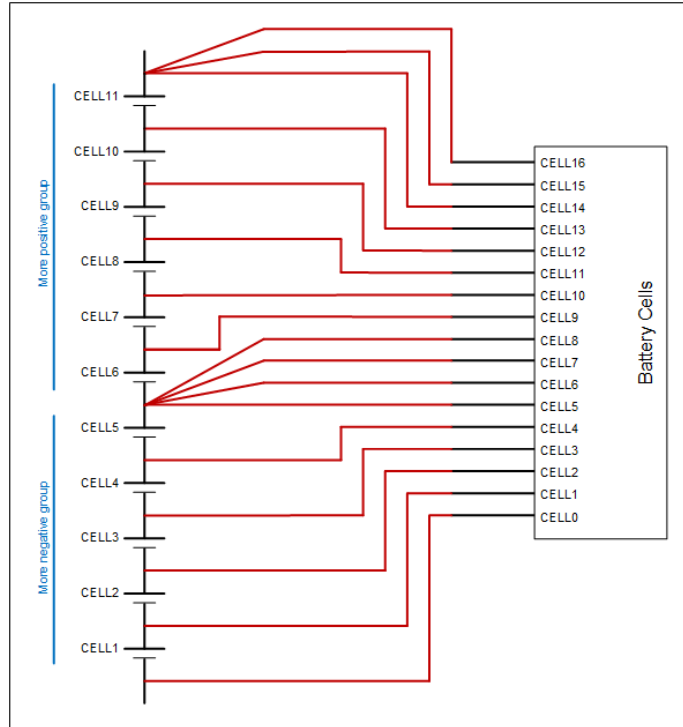 CELL11
CELL10
CELL9
CELL8
CELL7
CELL6
CELL5
CELL4
CELL3
CELL2
CELL1
More positive group
More negative group
CELL16
CELL15
CELL14
CELL13
CELL12
CELL11
CELL10
CELL9
CELL8
CELL7
CELL6
CELL5
CELL4
CELL3
CELL2
CELL1
CELL0
Battery Cells